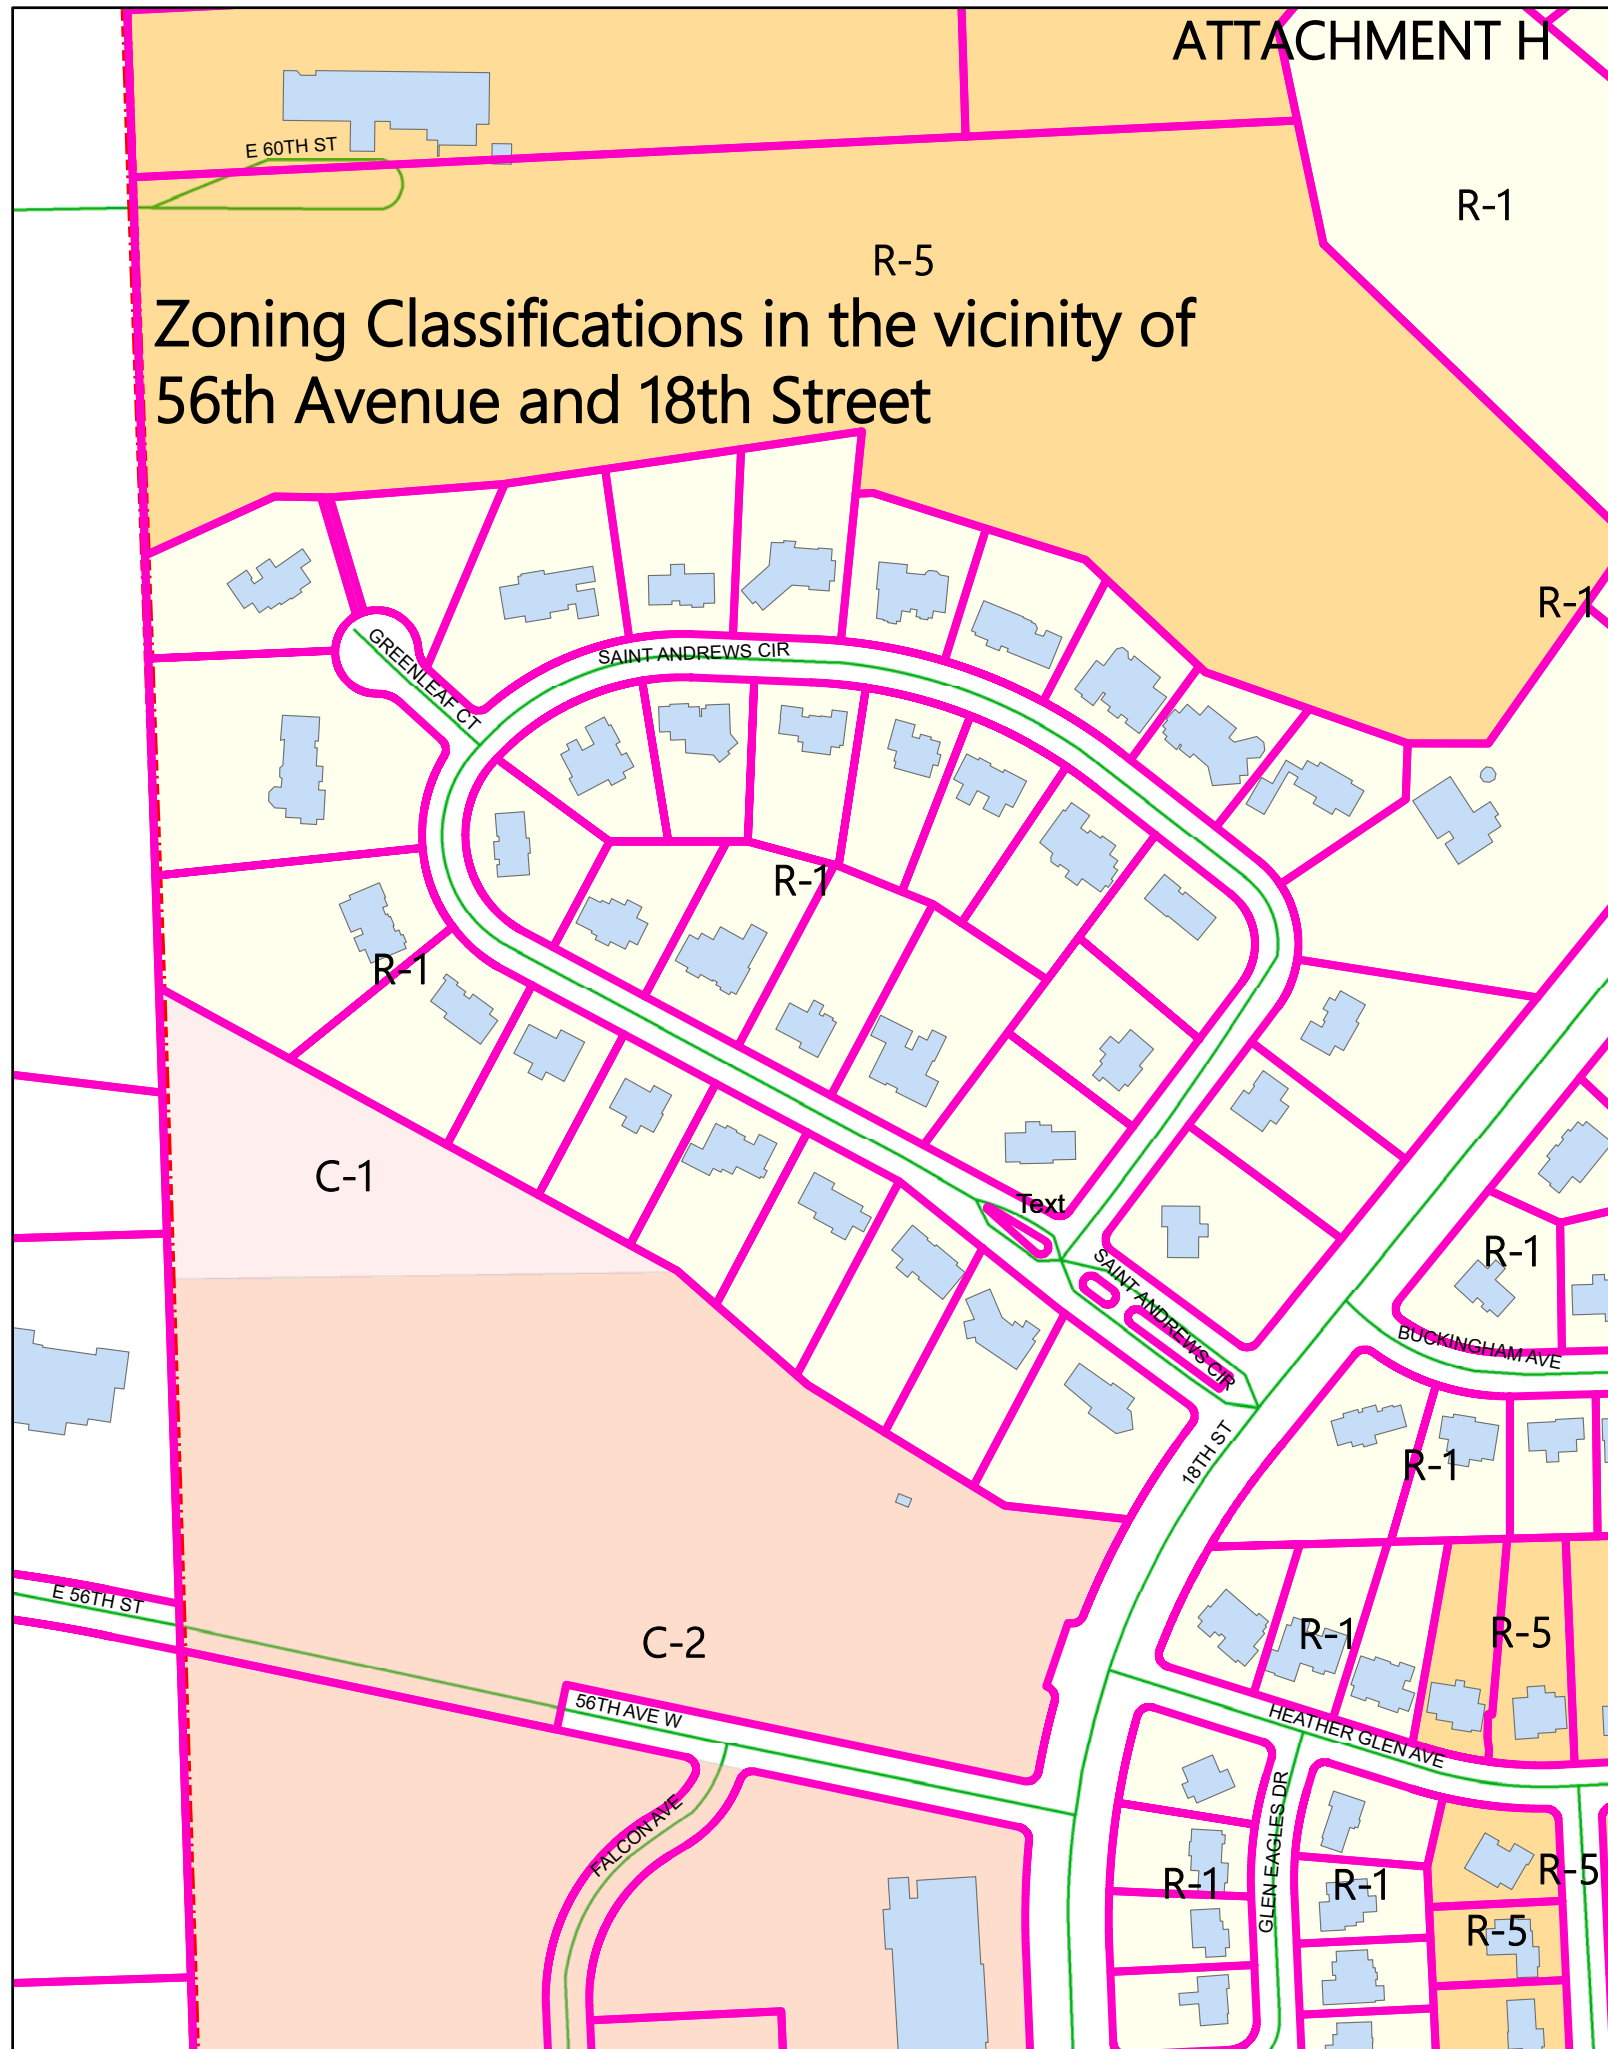 ATTACHMENT H
E 60TH ST
R-1
R-5
Zoning Classifications in the vicinity of
56th Avenue and 18th Street
R-1
GREENLEAF CT
SAINT ANDREWS CIR
R-1
R-1
C-1
Text
SAINT ANDREWS CIR
R-1
BUCKINGHAM AVE
18TH ST
R-1
E 56TH ST
C-2
R-1
R-5
56TH AVE W
HEATHER GLEN AVE
FALCON AVE
GLEN EAGLES DR
R-1
R-1
R-5
R-5